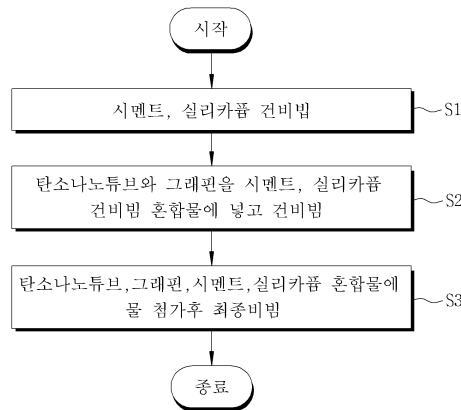 시작
시멘트, 실리카퓸 건비빔 S1
탄소나노튜브와 그래핀을 시멘트, 실리카퓸
건비빔 혼합물에 넣고 건비빔 S2
탄소나노튜브,그래핀,시멘트,실리카퓸 혼합물에
물 첨가후 최종비빔 S3
종료